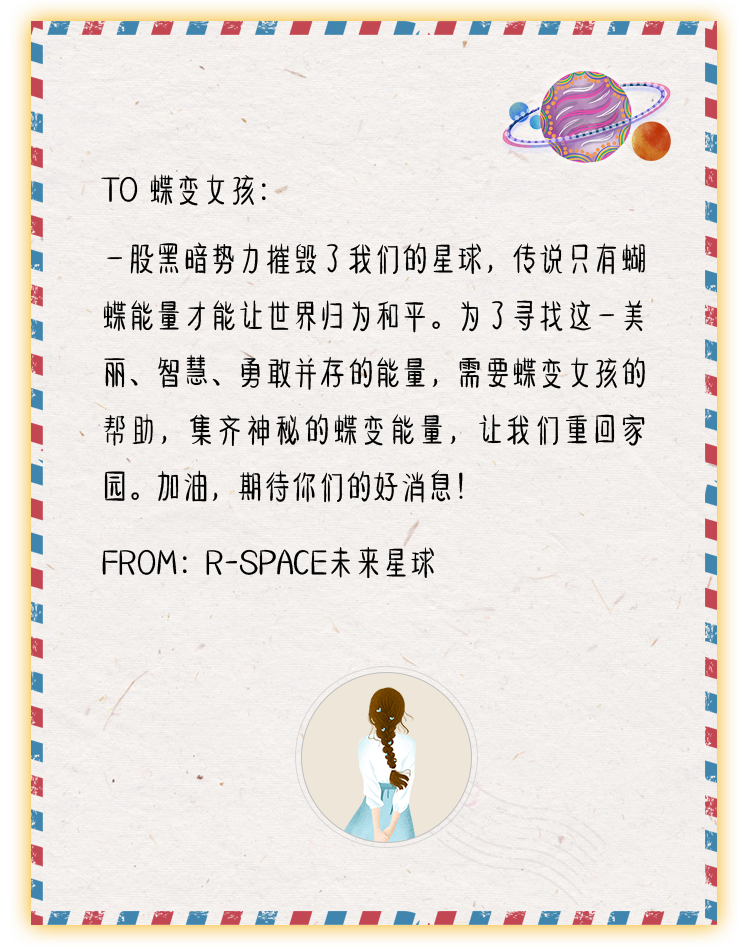 TO 蝶变女孩：
一股黑暗势力摧毁了我们的星球，传说只有蝴
蝶能量才能让世界归为和平。为了寻找这一美
丽、智慧、勇敢并存的能量，需要蝶变女孩的
帮助，集齐神秘的蝶变能量，让我们重回家
园。加油，期待你们的好消息！
FROM：R-SPACE未来星球